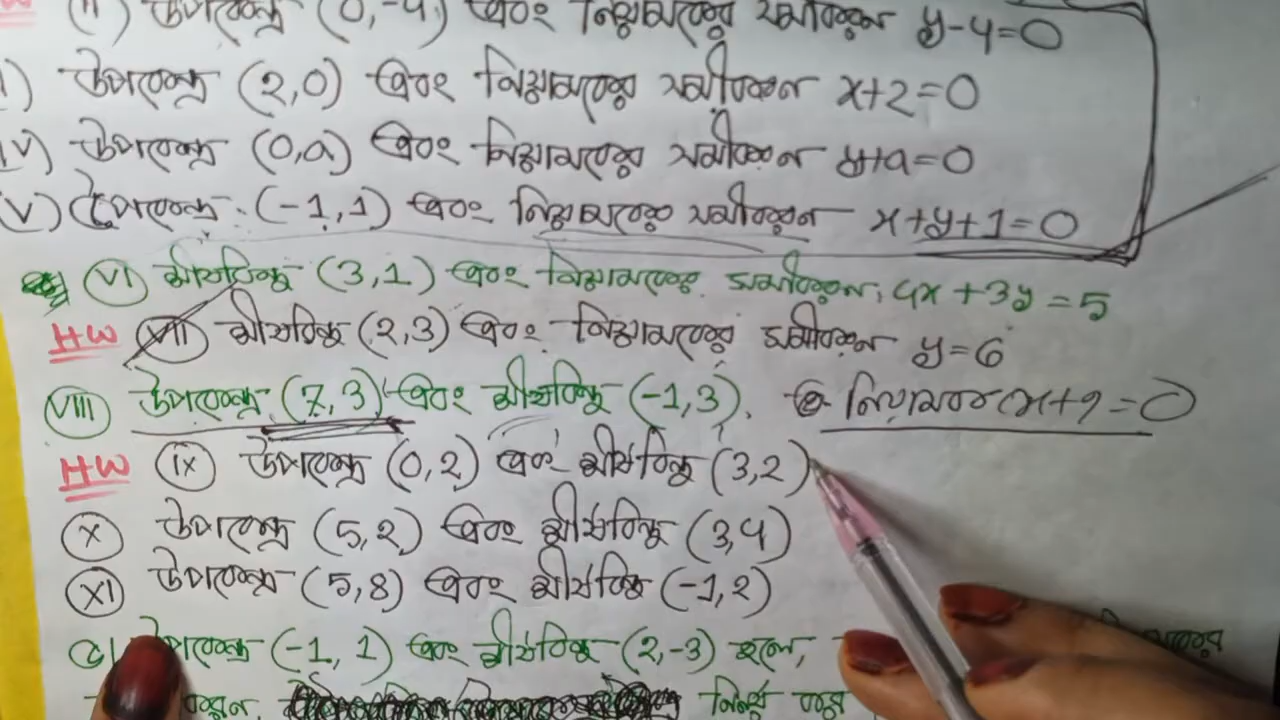 (ii) উপকেন্দ্র (0,-4) এবং নিয়ামকের সমীকরণ y-4=0
উপকেন্দ্র (2,0) এবং নিয়ামকের সমীকরণ x+2=0
iv) উপকেন্দ্র (0,a) এবং নিয়ামকের সমীকরণ y+a=0
v) উপকেন্দ্র (-1,1) এবং নিয়ামকের সমীকরণ x+y+1=0
VI শীর্ষবিন্দু (3,1) এবং নিয়ামকের সমীকরণ, 4x+3y=5
HW VII শীর্ষবিন্দু (2,3) এবং নিয়ামকের সমীকরণ y=6
VIII উপকেন্দ্র (7,3) এবং শীর্ষবিন্দু (-1,3). নিয়ামক x+9=0
HW ix উপকেন্দ্র (0,2) এবং শীর্ষবিন্দু (3,2)
X উপকেন্দ্র (5,2) এবং শীর্ষবিন্দু (3,4)
XI উপকেন্দ্র (5,8) এবং শীর্ষবিন্দু (-1,2)
উপকেন্দ্র (-1,1) এবং শীর্ষবিন্দু (2,-3) হলে,
নির্ণয় কর